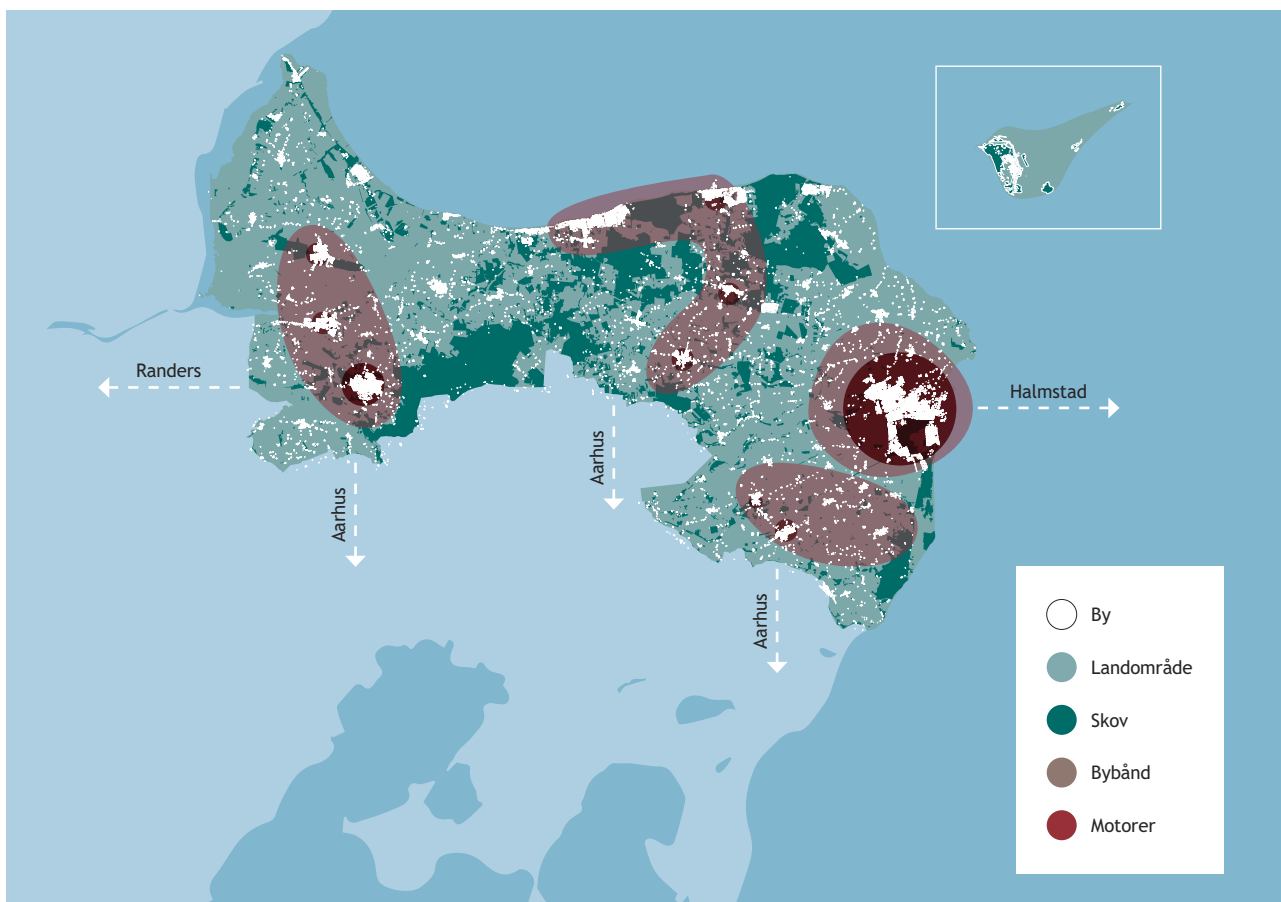 Randers
Halmstad
Aarhus
Aarhus
Aarhus
By
Landområde
Skov
Bybånd
Motorer